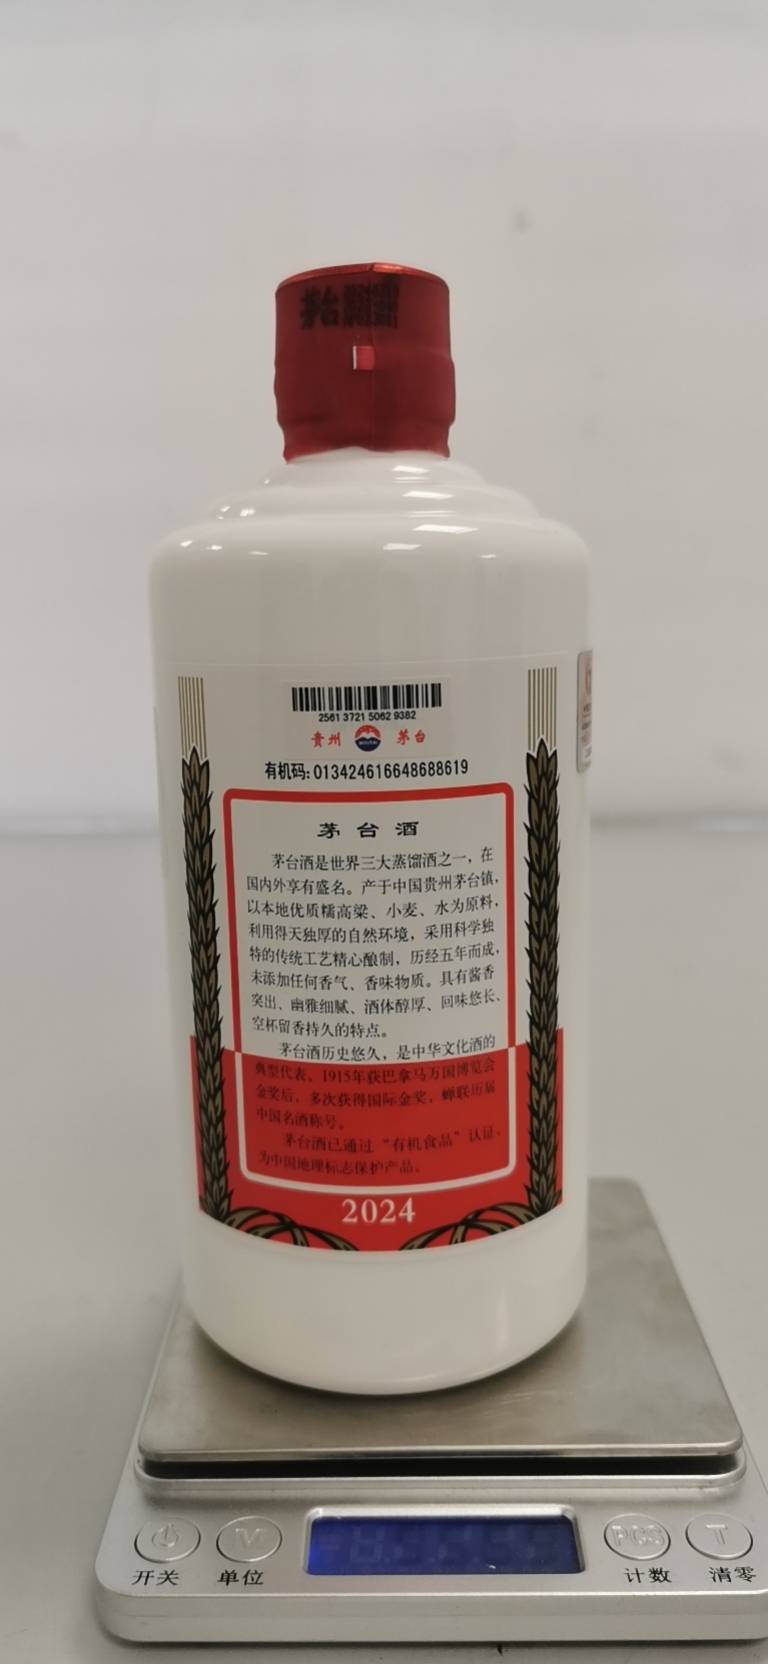 茅台
2561 3721 5062 9382
贵州 茅台
有机码:013424616648688619
茅台酒
茅台酒是世界三大蒸馏酒之一，在
国内外享有盛名。产于中国贵州茅台镇，
以本地优质糯高粱、小麦、水为原料，
利用得天独厚的自然环境，采用科学独
特的传统工艺精心酿制，历经五年而成，
未添加任何香气、香味物质。具有酱香
突出、幽雅细腻、酒体醇厚、回味悠长、
空杯留香持久的特点。
茅台酒历史悠久，是中华文化酒的
典型代表。1915年获巴拿马万国博览会
金奖后，多次获得国际金奖，蝉联历届
中国名酒称号。
茅台酒已通过“有机食品”认证，
为中国地理标志保护产品。
2024
M PCS T
开关 单位 计数 清零